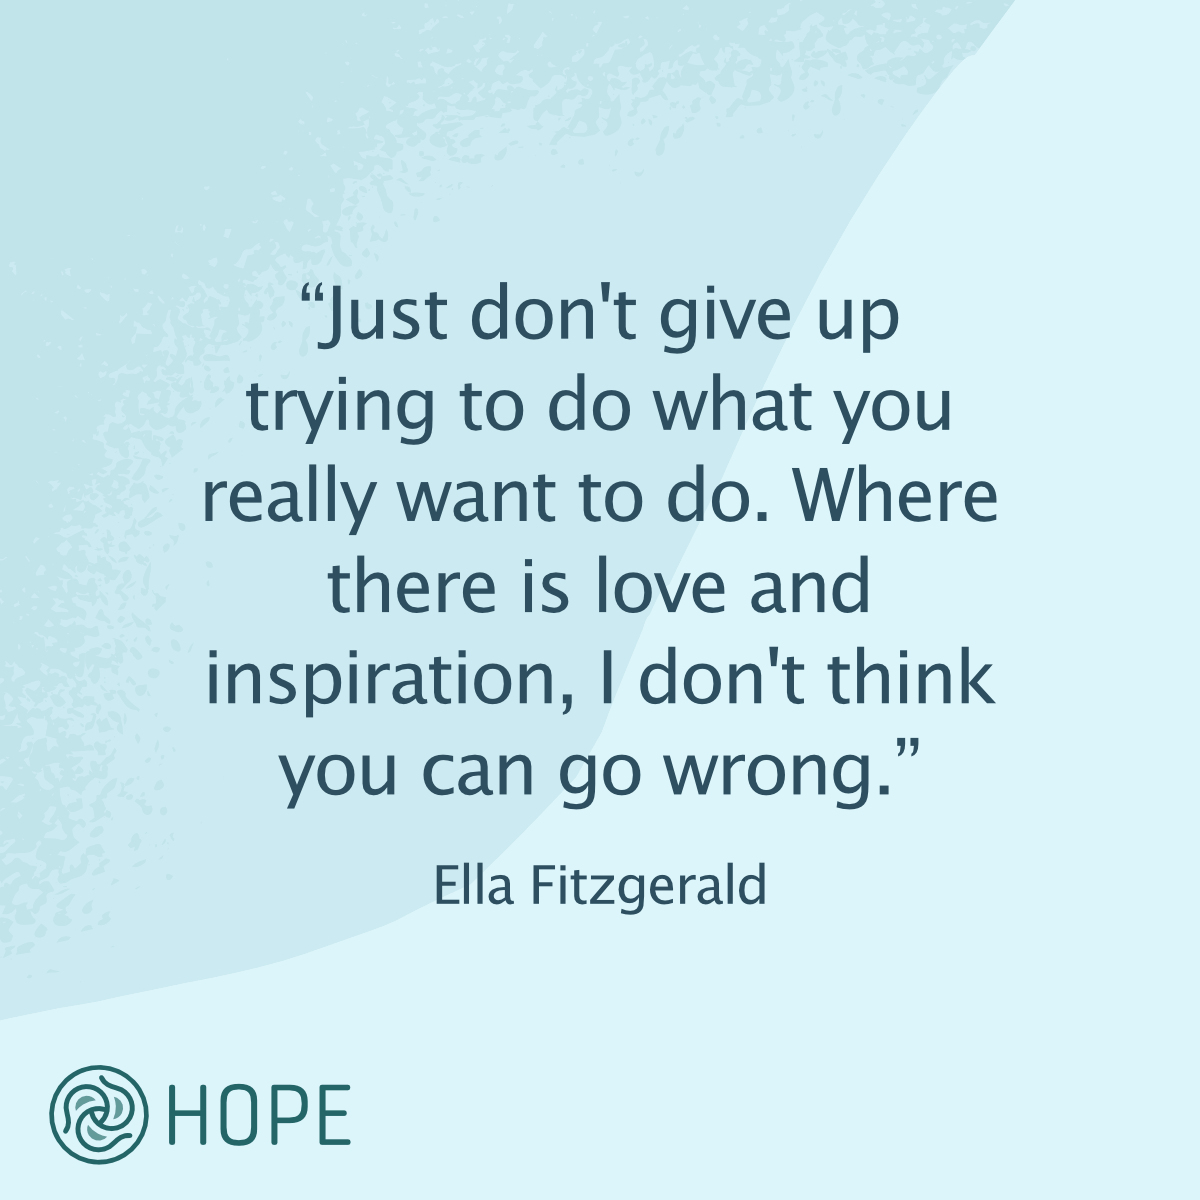 “Just don't give up
trying to do what you
really want to do. Where
there is love and
inspiration, I don't think
you can go wrong.”
Ella Fitzgerald
HOPE